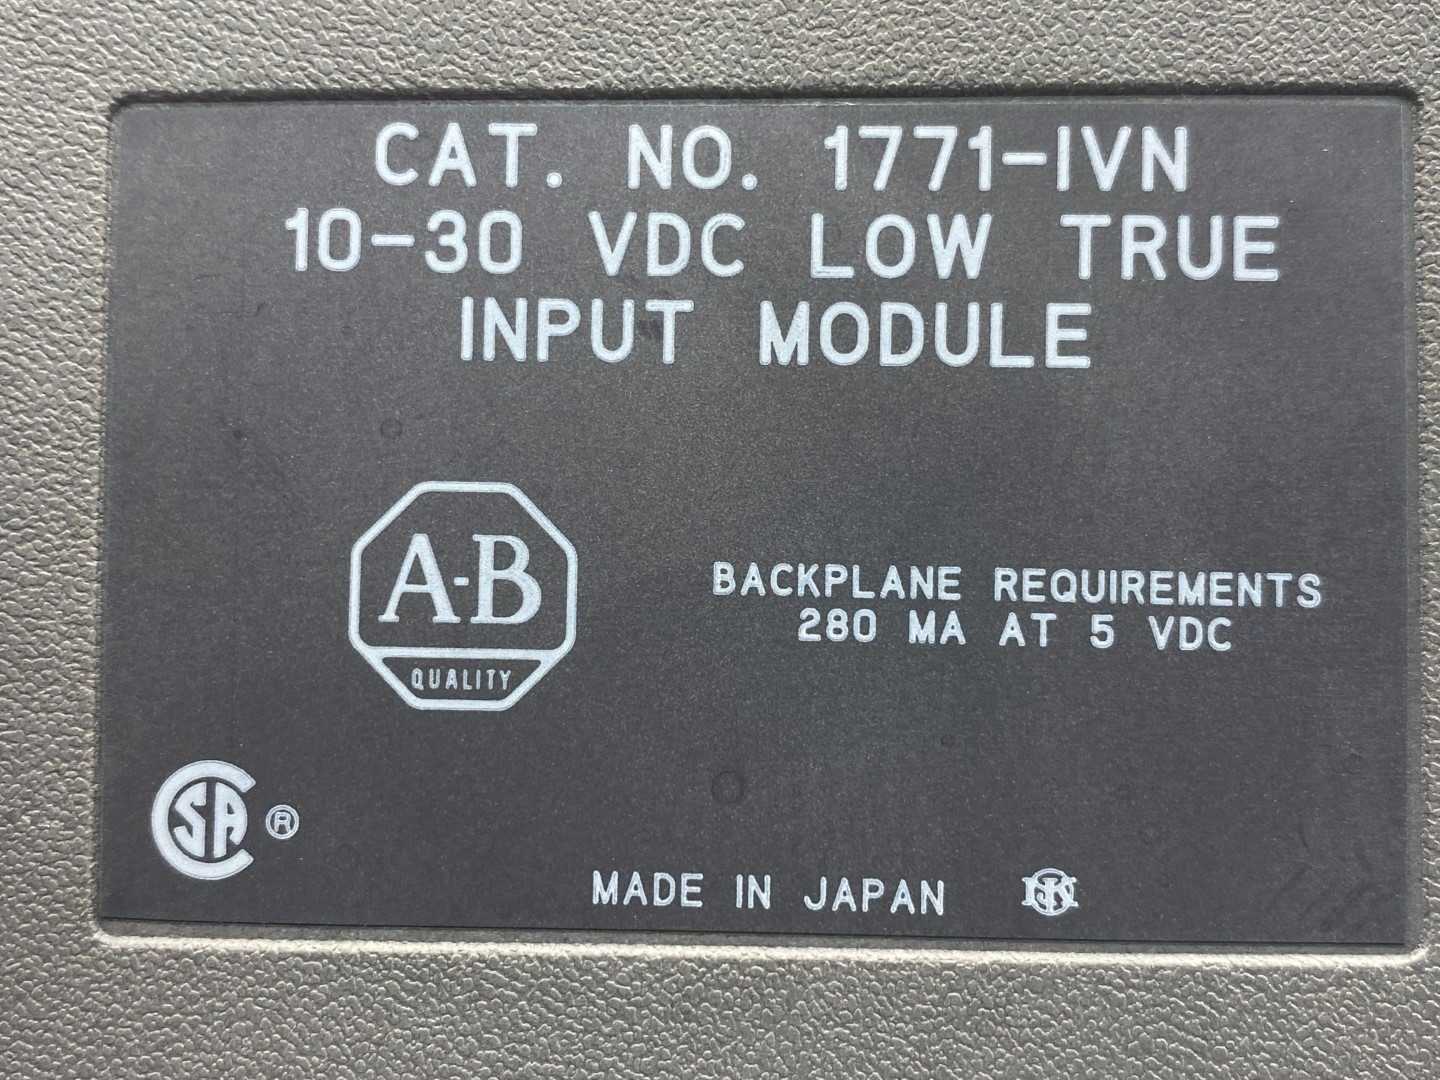 CAT. NO. 1771-IVN
10-30 VDC LOW TRUE
INPUT MODULE
A-B
QUALITY
BACKPLANE REQUIREMENTS
280 MA AT 5 VDC
CSA ®
MADE IN JAPAN